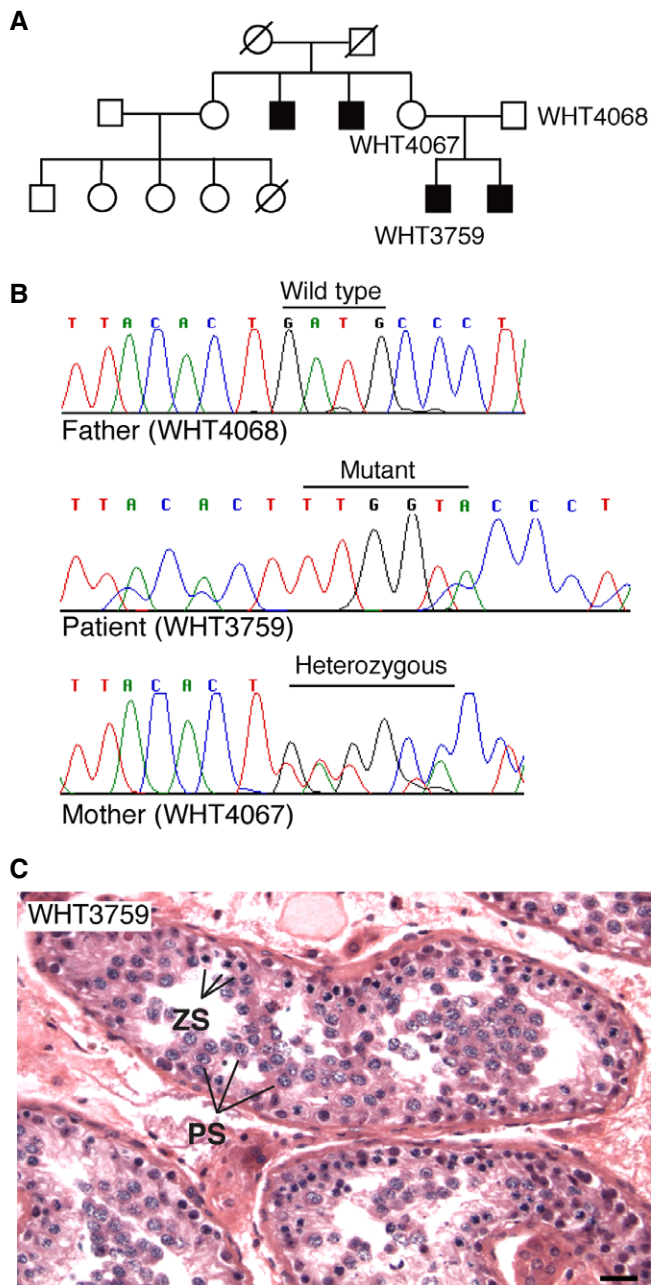 A
WHT4068
WHT4067
WHT3759
B
Wild type
T T A C A C T G A T G C C C T
Father (WHT4068)
Mutant
T T A C A C T T T G G T A C C C T
Patient (WHT3759)
Heterozygous
T T A C A C T
Mother (WHT4067)
C
WHT3759
ZS
PS